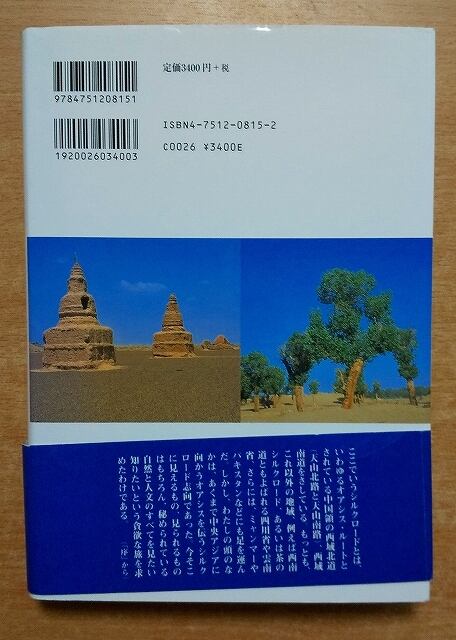 定価3400円+税
9784751208151
ISBN4-7512-0815-2
1920026034003
C0026 ¥3400E
ここでいうシルクロードとは、
いわゆるオアシス・ルートと
されている中国領の西域北道
(天山北路と天山南路)、西域
南道をさしている。もっとも、
これ以外の地域、例えば西南
シルクロード、あるいは茶の
道ともよばれる四川省や雲南
省、さらには、ミャンマーや
パキスタンなどにも足を運ん
だ。しかし、わたしの頭のな
かは、あくまで中央アジアに
向かうオアシスを伝うシルク
ロード志向であった。今そこ
に見えるもの、見られるもの
はもちろん、秘められている
自然と人文のすべてを見たい
知りたいという貪欲な旅を求
めたわけである。(「序」から)